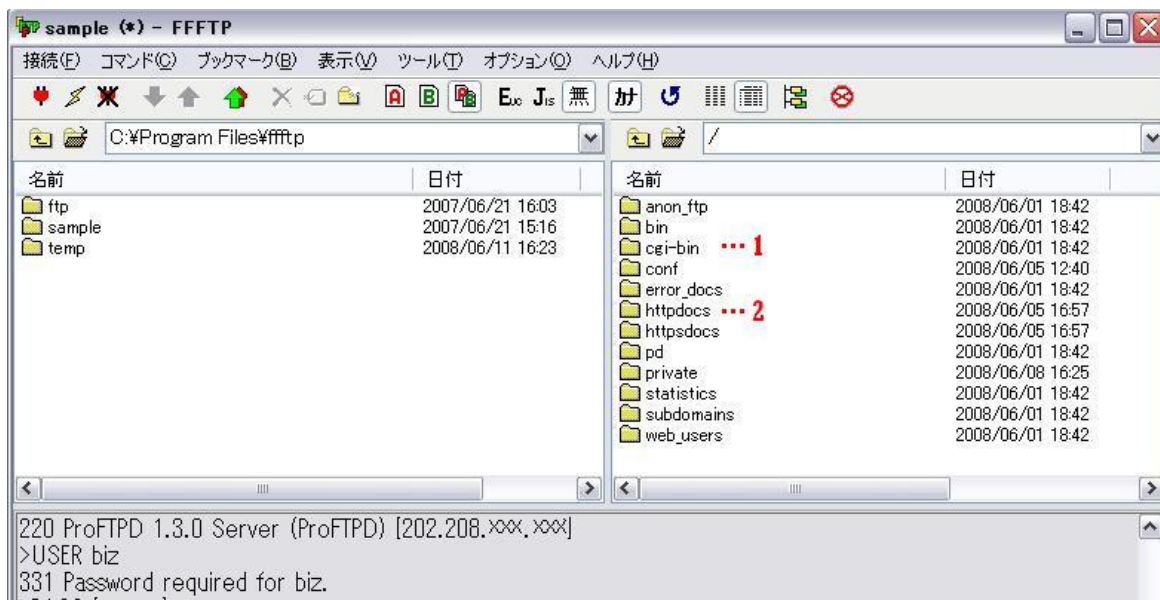 sample (*) - FFFTP
接続(F) コマンド(C) ブックマーク(B) 表示(V) ツール(T) オプション(O) ヘルプ(H)
A B A B Euc JIS 無 カナ
C:¥Program Files¥ffftp
/
名前 日付
ftp 2007/06/21 16:03
sample 2007/06/21 15:16
temp 2008/06/11 16:23
名前 日付
anon_ftp 2008/06/01 18:42
bin 2008/06/01 18:42
cgi-bin ･･･ 1 2008/06/01 18:42
conf 2008/06/05 12:40
error_docs 2008/06/01 18:42
httpdocs ･･･ 2 2008/06/05 16:57
httpsdocs 2008/06/05 16:57
pd 2008/06/01 18:42
private 2008/06/08 16:25
statistics 2008/06/01 18:42
subdomains 2008/06/01 18:42
web_users 2008/06/01 18:42
220 ProFTPD 1.3.0 Server (ProFTPD) [202.208.xxx.xxx]
>USER biz
331 Password required for biz.